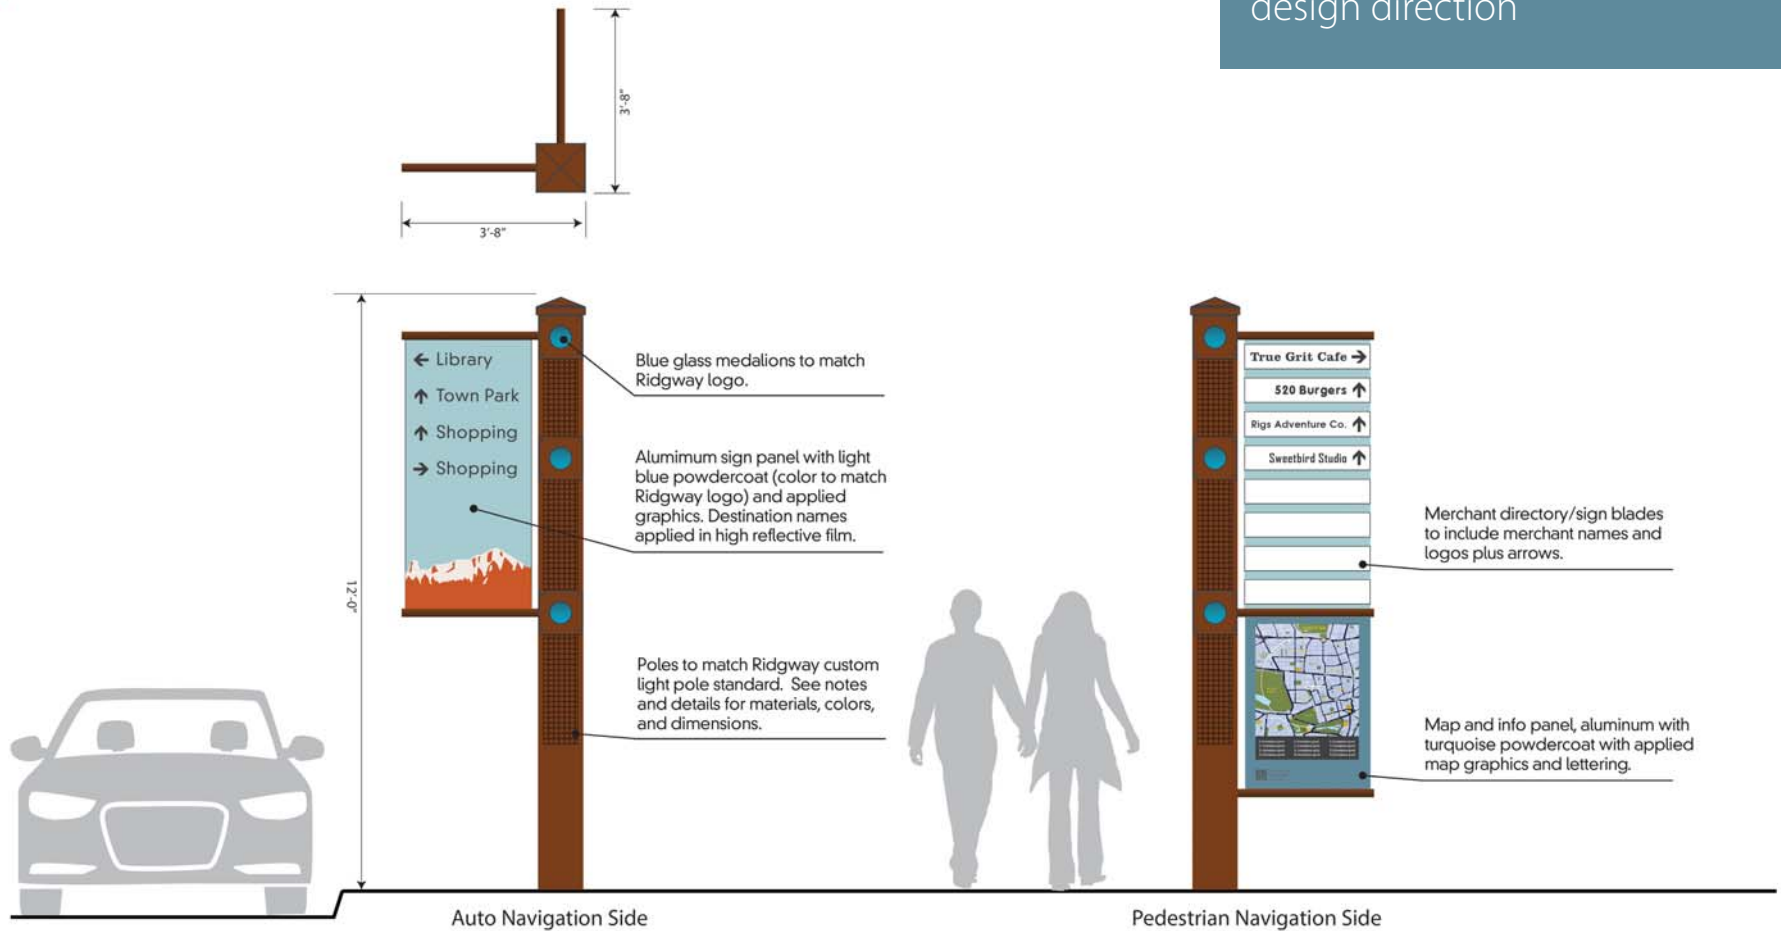 design direction
3'-8"
3'-8"
12'-0"
← Library
↑ Town Park
↑ Shopping
→ Shopping
Blue glass medalions to match
Ridgway logo.
Alumimum sign panel with light
blue powdercoat (color to match
Ridgway logo) and applied
graphics. Destination names
applied in high reflective film.
Poles to match Ridgway custom
light pole standard.  See notes
and details for materials, colors,
and dimensions.
Auto Navigation Side
True Grit Cafe →
520 Burgers ↑
Rigs Adventure Co. ↑
Sweetbird Studio ↑
Merchant directory/sign blades
to include merchant names and
logos plus arrows.
Map and info panel, aluminum with
turquoise powdercoat with applied
map graphics and lettering.
Pedestrian Navigation Side